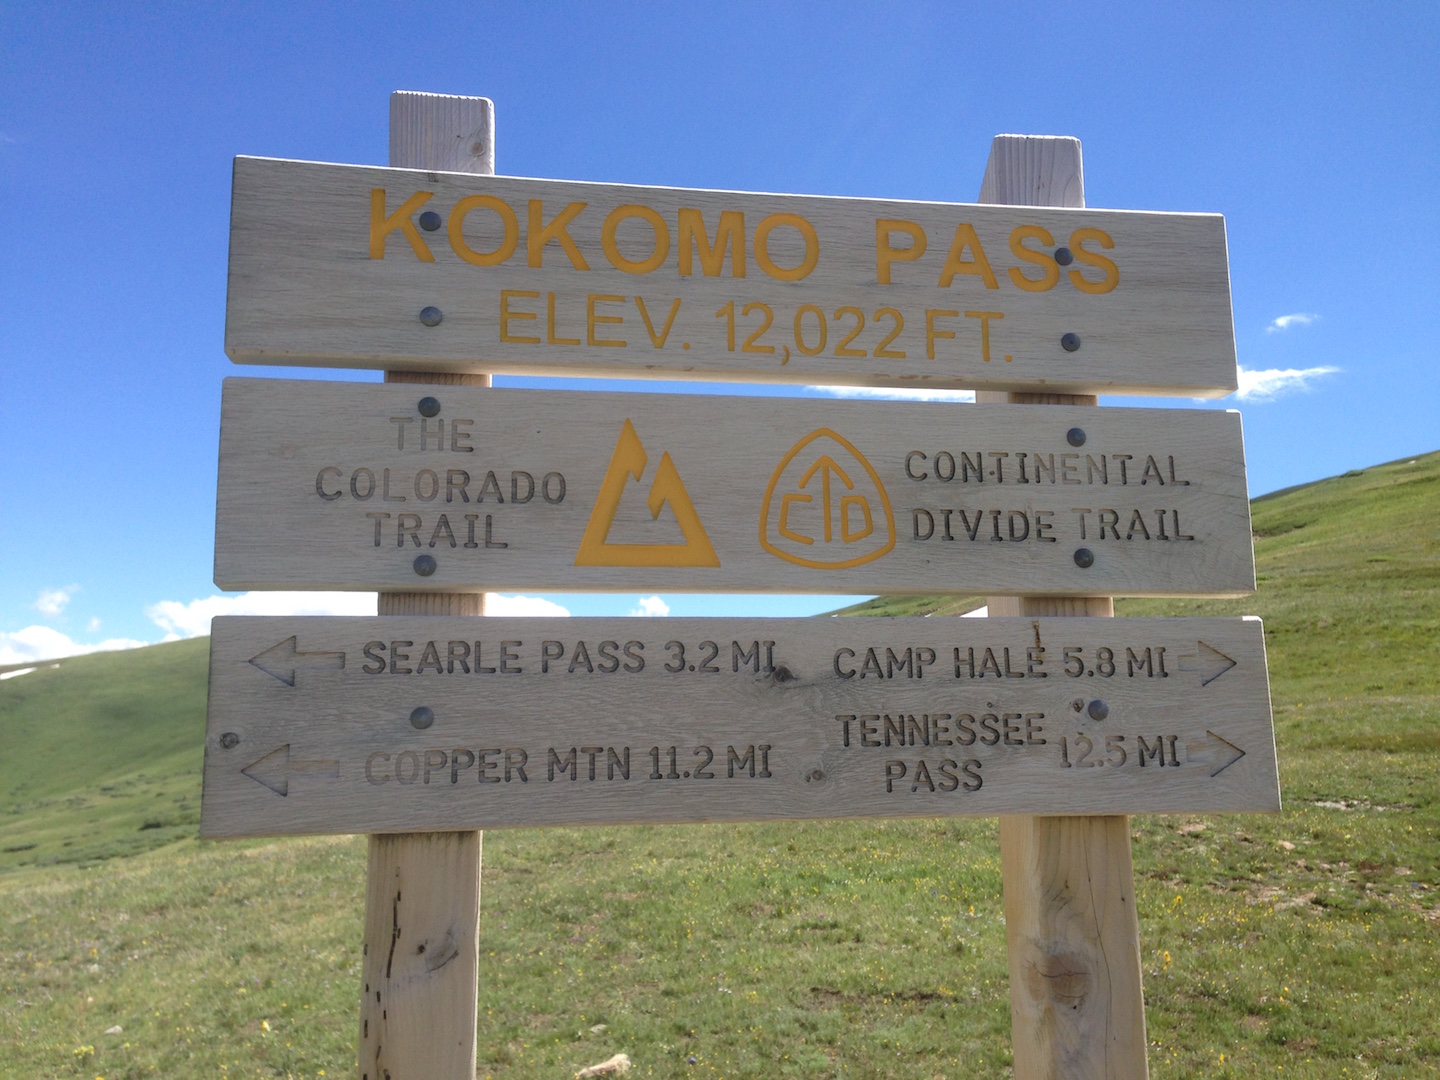 KOKOMO PASS
ELEV. 12,022 FT.
THE
COLORADO
TRAIL
CTD
CONTINENTAL
DIVIDE TRAIL
SEARLE PASS 3.2 MI
COPPER MTN 11.2 MI
CAMP HALE 5.8 MI
TENNESSEE
PASS 12.5 MI